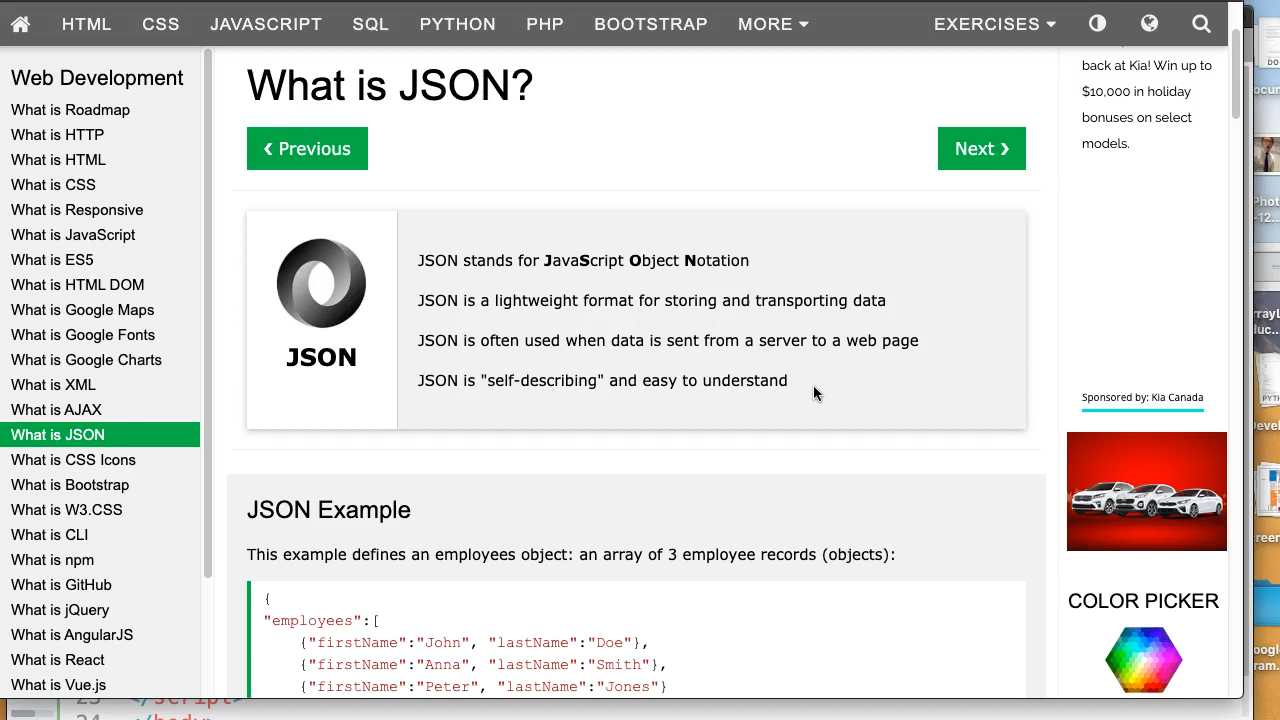 HTML CSS JAVASCRIPT SQL PYTHON PHP BOOTSTRAP MORE EXERCISES
Web Development
What is Roadmap
What is HTTP
What is HTML
What is CSS
What is Responsive
What is JavaScript
What is ES5
What is HTML DOM
What is Google Maps
What is Google Fonts
What is Google Charts
What is XML
What is AJAX
What is JSON
What is CSS Icons
What is Bootstrap
What is W3.CSS
What is CLI
What is npm
What is GitHub
What is jQuery
What is AngularJS
What is React
What is Vue.js
What is JSON?
❮ Previous
Next ❯
JSON
JSON stands for JavaScript Object Notation
JSON is a lightweight format for storing and transporting data
JSON is often used when data is sent from a server to a web page
JSON is "self-describing" and easy to understand
JSON Example
This example defines an employees object: an array of 3 employee records (objects):
{
"employees":[
{"firstName":"John", "lastName":"Doe"},
{"firstName":"Anna", "lastName":"Smith"},
{"firstName":"Peter", "lastName":"Jones"}
back at Kia! Win up to
$10,000 in holiday
bonuses on select
models.
Sponsored by: Kia Canada
COLOR PICKER